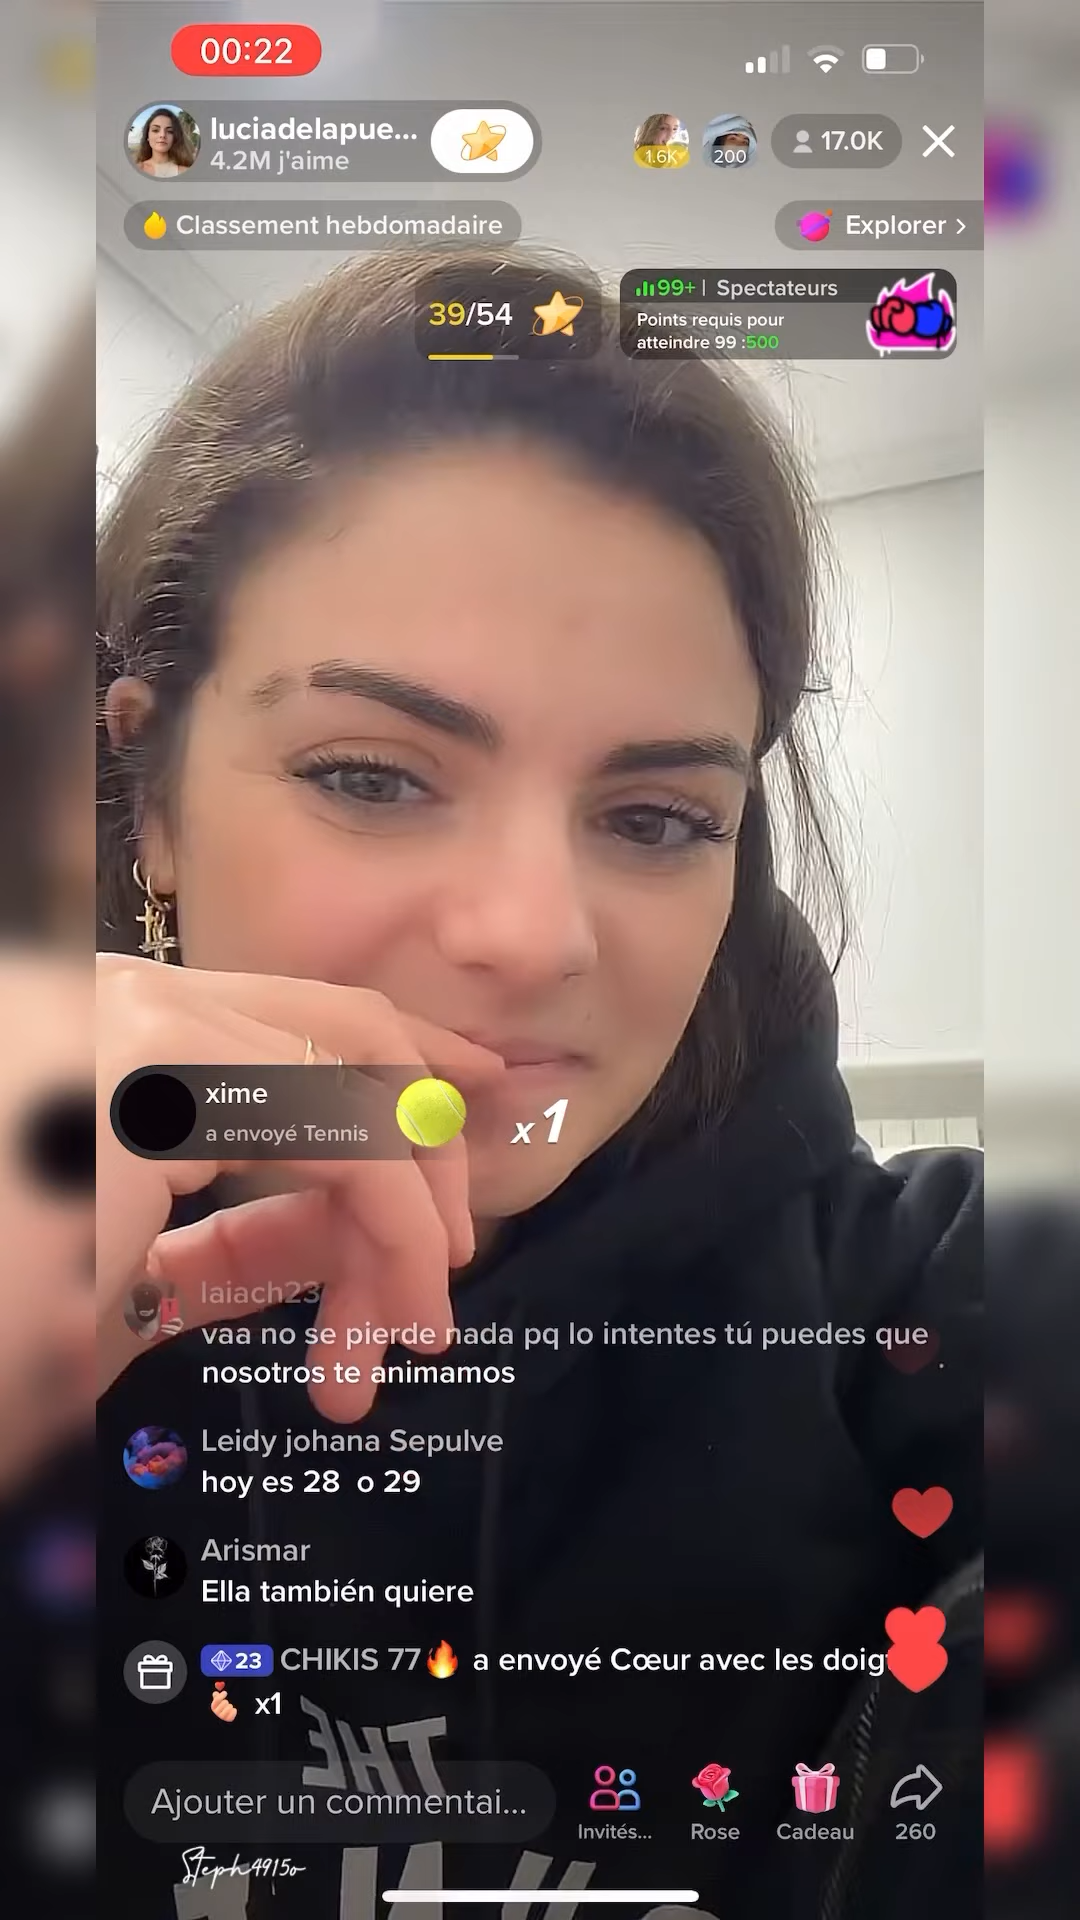 00:22
luciadelapue...
4.2M j'aime
1.6K
200
17.0K
Classement hebdomadaire
Explorer >
39/54
99+ | Spectateurs
Points requis pour
atteindre 99 :500
xime
a envoyé Tennis
x1
laiach23
vaa no se pierde nada pq lo intentes tú puedes que
nosotros te animamos
Leidy johana Sepulve
hoy es 28 o 29
Arismar
Ella también quiere
23 CHIKIS 77🔥 a envoyé Cœur avec les doig
x1
THE
Ajouter un commentai...
Invités...
Rose
Cadeau
260
Steph4915o